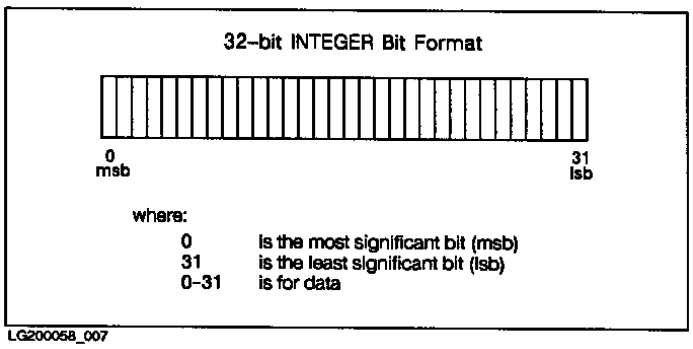 32-bit INTEGER Bit Format
0 31
msb lsb
where:
0 is the most significant bit (msb)
31 is the least significant bit (lsb)
0-31 is for data
LG200058_007